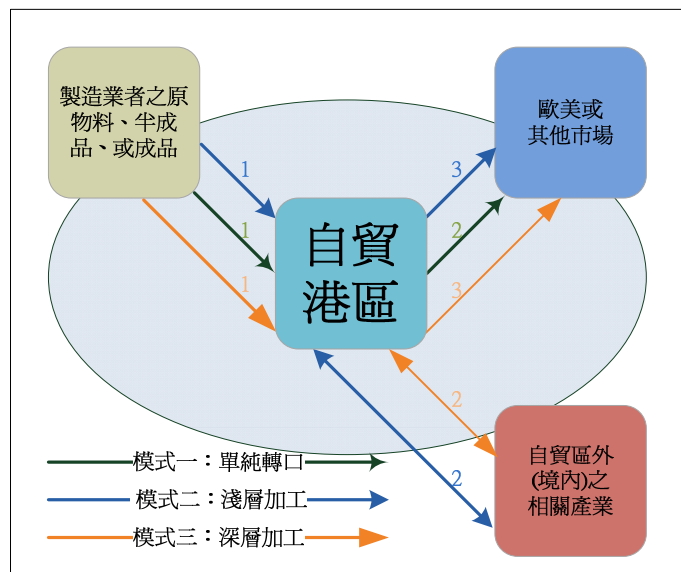 製造業者之原
物料、半成
品、或成品
歐美或
其他市場
1
3
1
2
自貿
港區
1
3
2
2
自貿區外
(境內)之
相關產業
模式一：單純轉口
模式二：淺層加工
模式三：深層加工